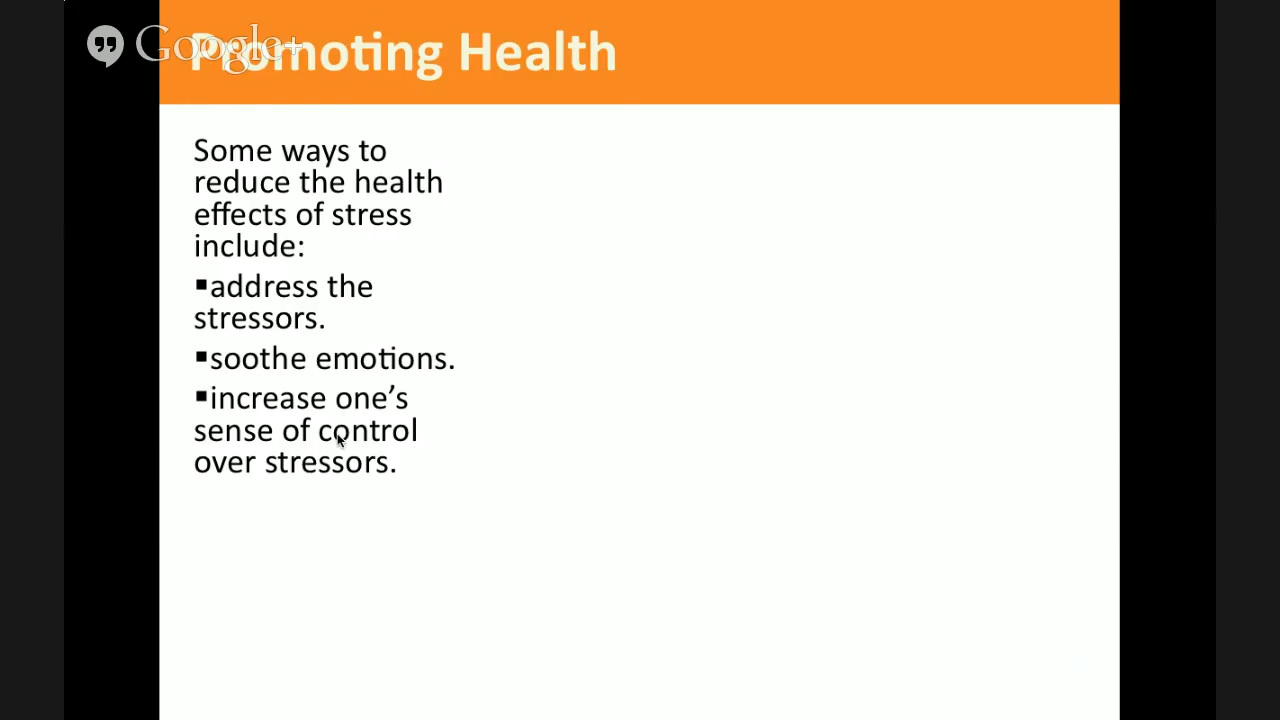 Google+
Promoting Health
Some ways to
reduce the health
effects of stress
include:
▪address the
stressors.
▪soothe emotions.
▪increase one’s
sense of control
over stressors.